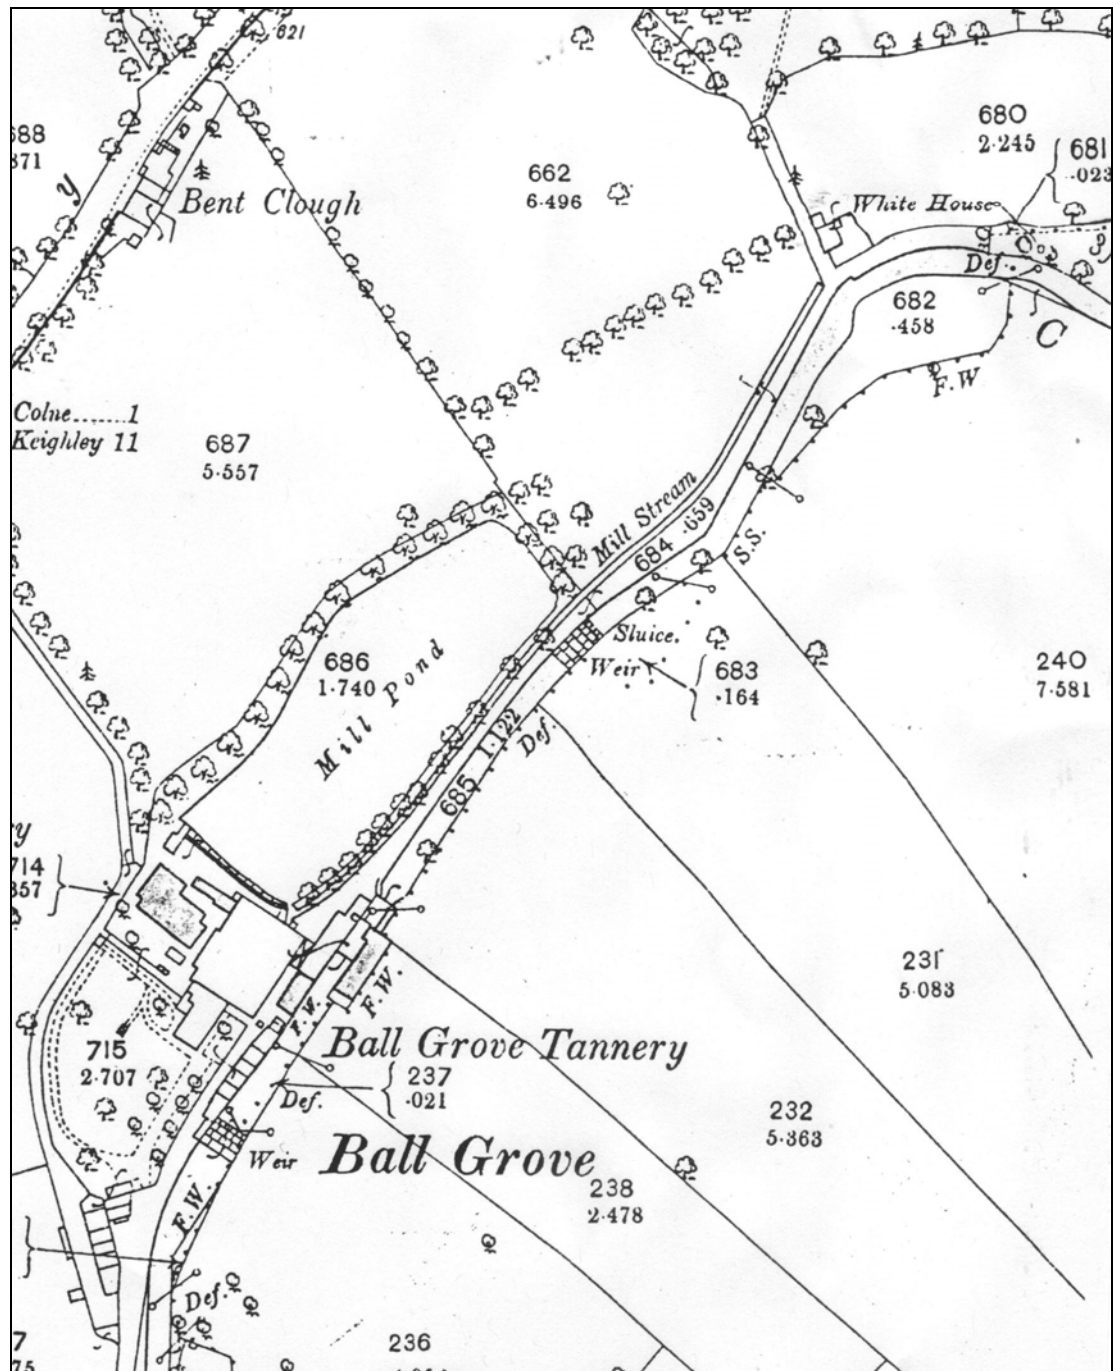 621
688
371
Bent Clough
662
6·496
680
2·245
681
·023
White House
Def.
682
·458
C
F.W
Colne.......1
Keighley 11
687
5·557
Mill Stream
684 ·659
S.S.
686
1·740
Mill Pond
Sluice.
Weir
683
·164
240
7·581
685 1·122
Def.
714
357
231
5·083
F.W.
F.W.
Ball Grove Tannery
715
2·707
237
·021
Def.
232
5·363
Weir
Ball Grove
238
2·478
F.W.
Def.
236
7
75